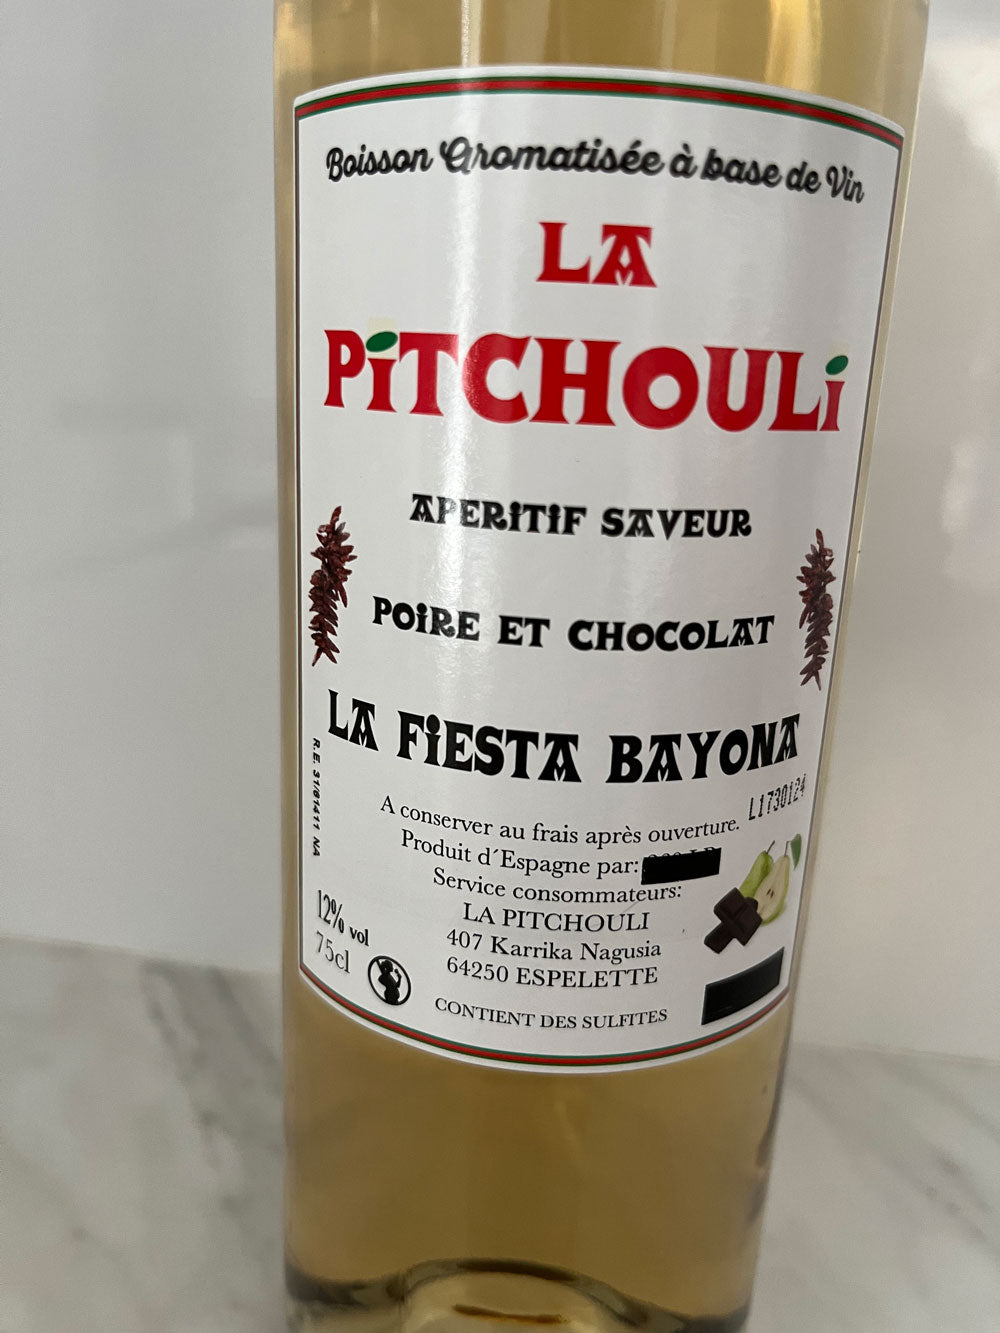 Boisson Aromatisée à base de Vin
LA
PiTCHOULi
APERiTiF SAVEUR
POiRE ET CHOCOLAT
LA FiESTA BAYONA
L1730124
A conserver au frais après ouverture.
Produit d´Espagne par:
Service consommateurs:
LA PITCHOULI
407 Karrika Nagusia
64250 ESPELETTE
CONTIENT DES SULFITES
R.E. 31/81411 NA
12% vol
75cl